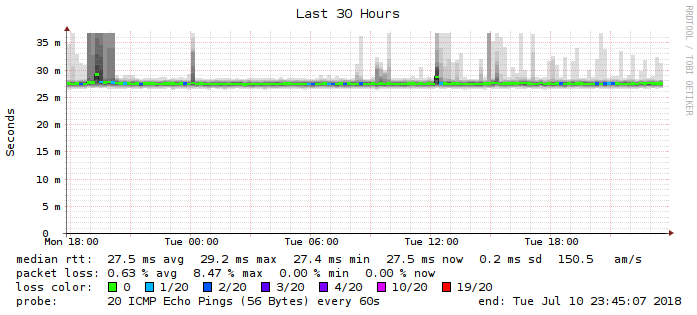 Last 30 Hours
RRDTOOL / TOBI OETIKER
Seconds
35 m
30 m
25 m
20 m
15 m
10 m
5 m
0
Mon 18:00 Tue 00:00 Tue 06:00 Tue 12:00 Tue 18:00
median rtt: 27.5 ms avg 29.2 ms max 27.4 ms min 27.5 ms now 0.2 ms sd 150.5 am/s
packet loss: 0.63 % avg 8.47 % max 0.00 % min 0.00 % now
loss color: 0 1/20 2/20 3/20 4/20 10/20 19/20
probe: 20 ICMP Echo Pings (56 Bytes) every 60s end: Tue Jul 10 23:45:07 2018